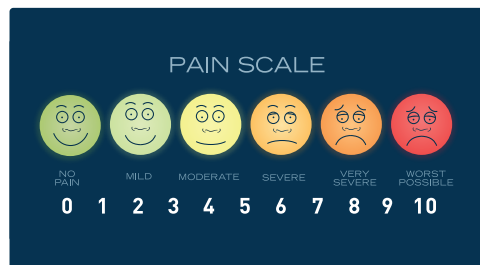 PAIN SCALE
NO PAIN
MILD
MODERATE
SEVERE
VERY SEVERE
WORST POSSIBLE
0 1 2 3 4 5 6 7 8 9 10